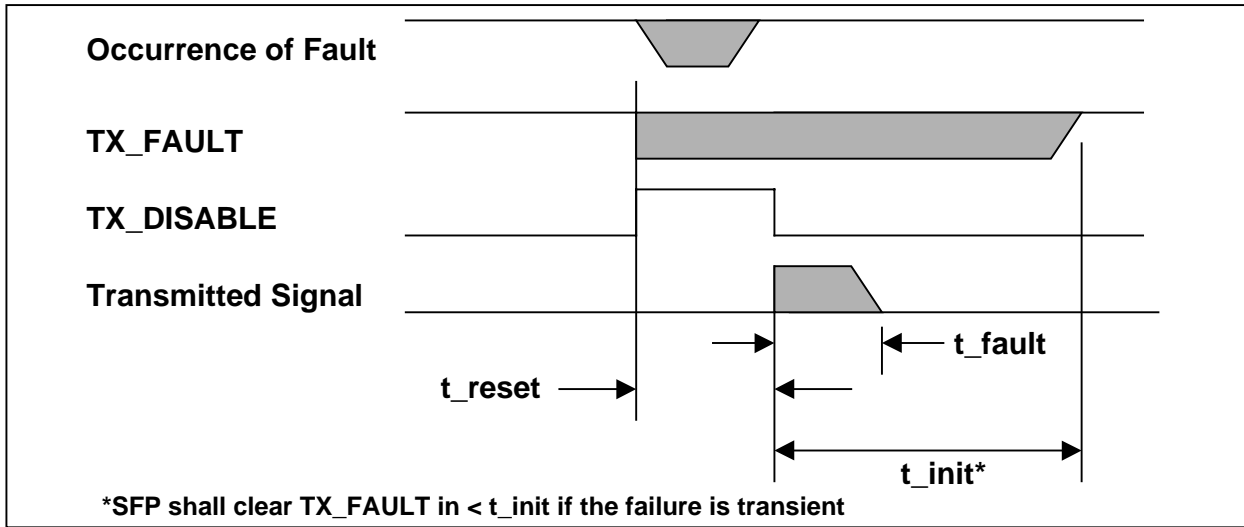 Occurrence of Fault
TX_FAULT
TX_DISABLE
Transmitted Signal
t_fault
t_reset
t_init*
*SFP shall clear TX_FAULT in < t_init if the failure is transient